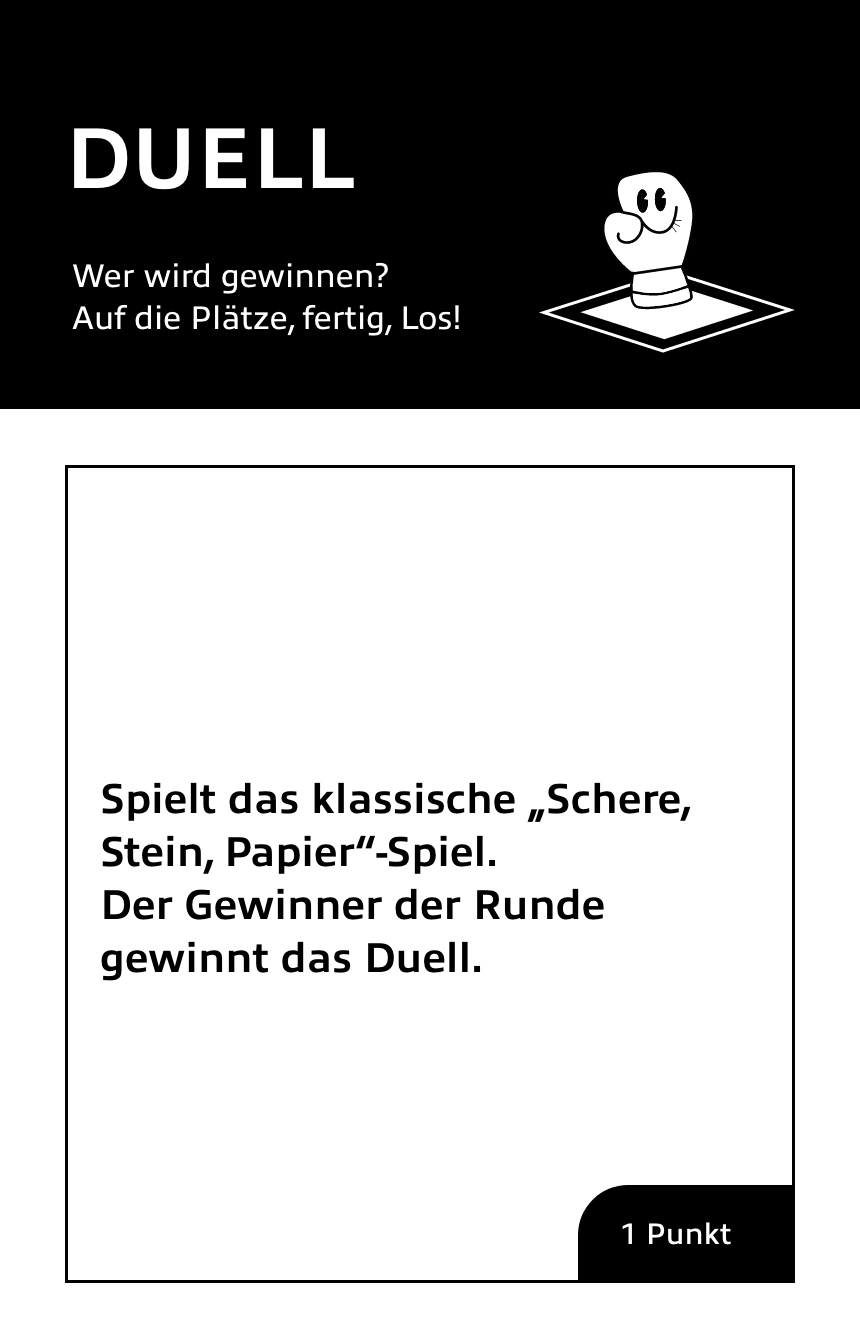 DUELL
Wer wird gewinnen?
Auf die Plätze, fertig, Los!
Spielt das klassische „Schere,
Stein, Papier“-Spiel.
Der Gewinner der Runde
gewinnt das Duell.
1 Punkt